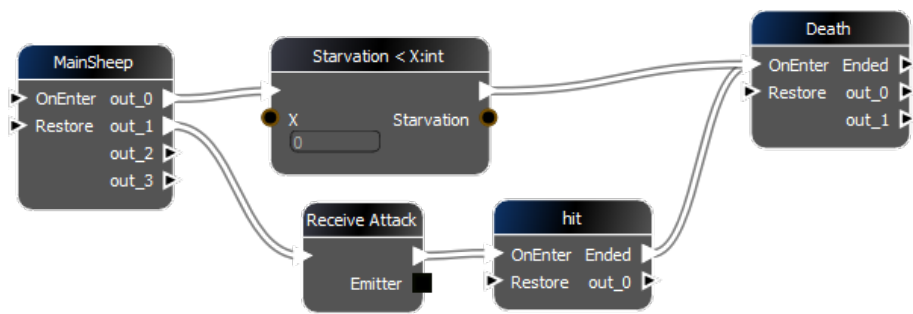 MainSheep
OnEnter out_0
Restore out_1
out_2
out_3
Starvation < X:int
X Starvation
0
Receive Attack
Emitter
hit
OnEnter Ended
Restore out_0
Death
OnEnter Ended
Restore out_0
out_1